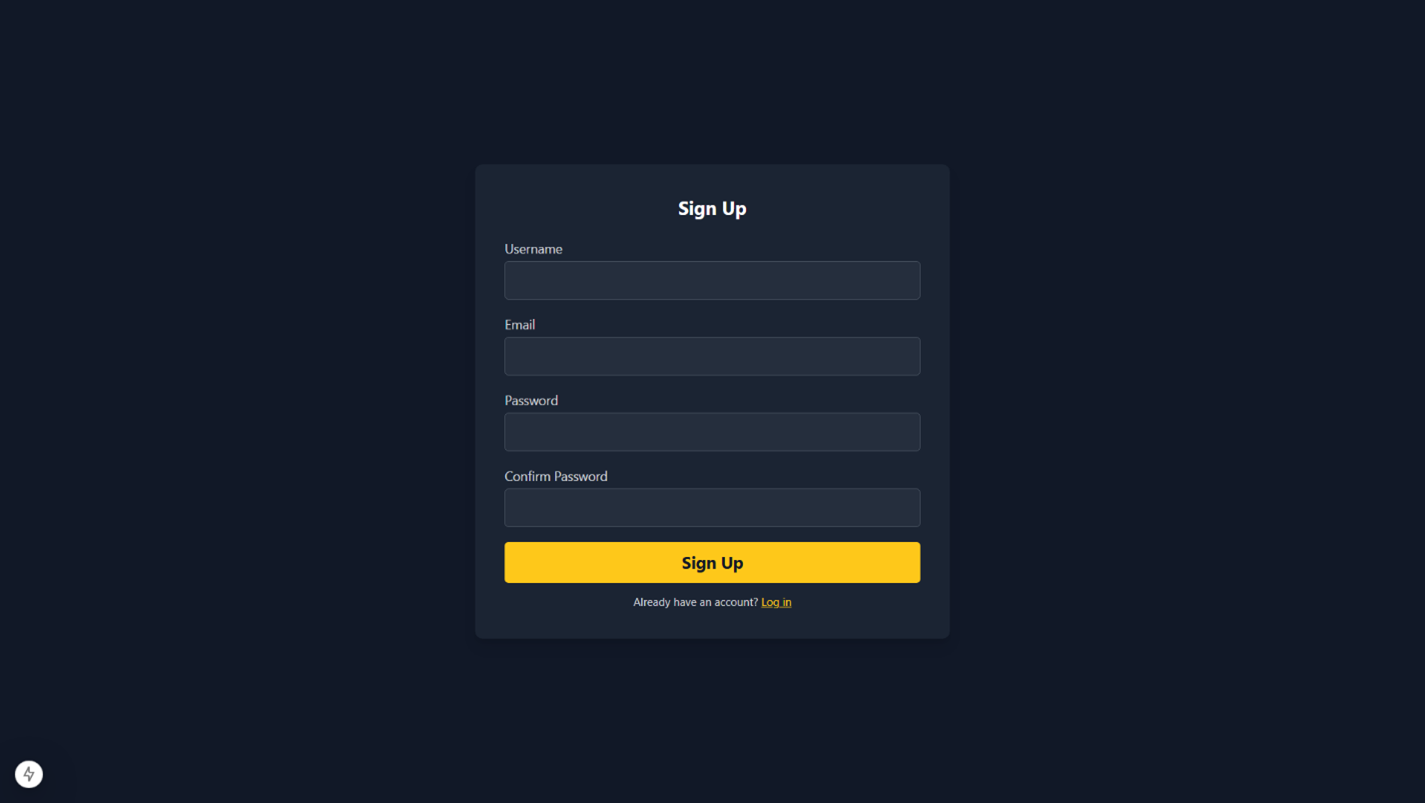 Sign Up
Username
Email
Password
Confirm Password
Sign Up
Already have an account? Log in